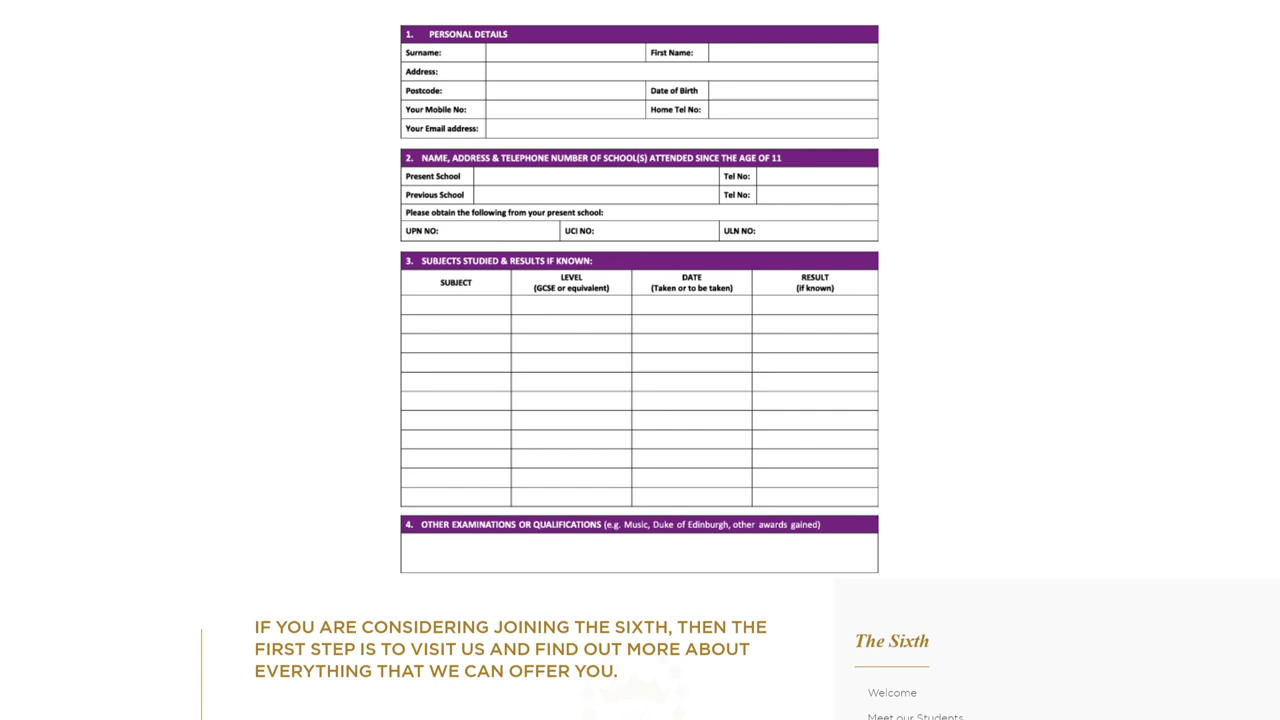 1. PERSONAL DETAILS
Surname: First Name:
Address:
Postcode: Date of Birth
Your Mobile No: Home Tel No:
Your Email address:
2. NAME, ADDRESS & TELEPHONE NUMBER OF SCHOOL(S) ATTENDED SINCE THE AGE OF 11
Present School Tel No:
Previous School Tel No:
Please obtain the following from your present school:
UPN NO: UCI NO: ULN NO:
3. SUBJECTS STUDIED & RESULTS IF KNOWN:
SUBJECT LEVEL DATE RESULT
(GCSE or equivalent) (Taken or to be taken) (if known)
4. OTHER EXAMINATIONS OR QUALIFICATIONS (e.g. Music, Duke of Edinburgh, other awards gained)
IF YOU ARE CONSIDERING JOINING THE SIXTH, THEN THE
FIRST STEP IS TO VISIT US AND FIND OUT MORE ABOUT
EVERYTHING THAT WE CAN OFFER YOU.
The Sixth
Welcome
Meet our Students